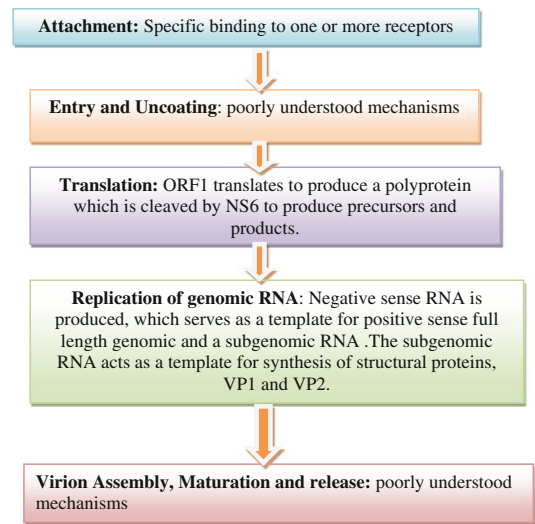 Attachment: Specific binding to one or more receptors
Entry and Uncoating: poorly understood mechanisms
Translation: ORF1 translates to produce a polyprotein
which is cleaved by NS6 to produce precursors and
products.
Replication of genomic RNA: Negative sense RNA is
produced, which serves as a template for positive sense full
length genomic and a subgenomic RNA .The subgenomic
RNA acts as a template for synthesis of structural proteins,
VP1 and VP2.
Virion Assembly, Maturation and release: poorly understood
mechanisms